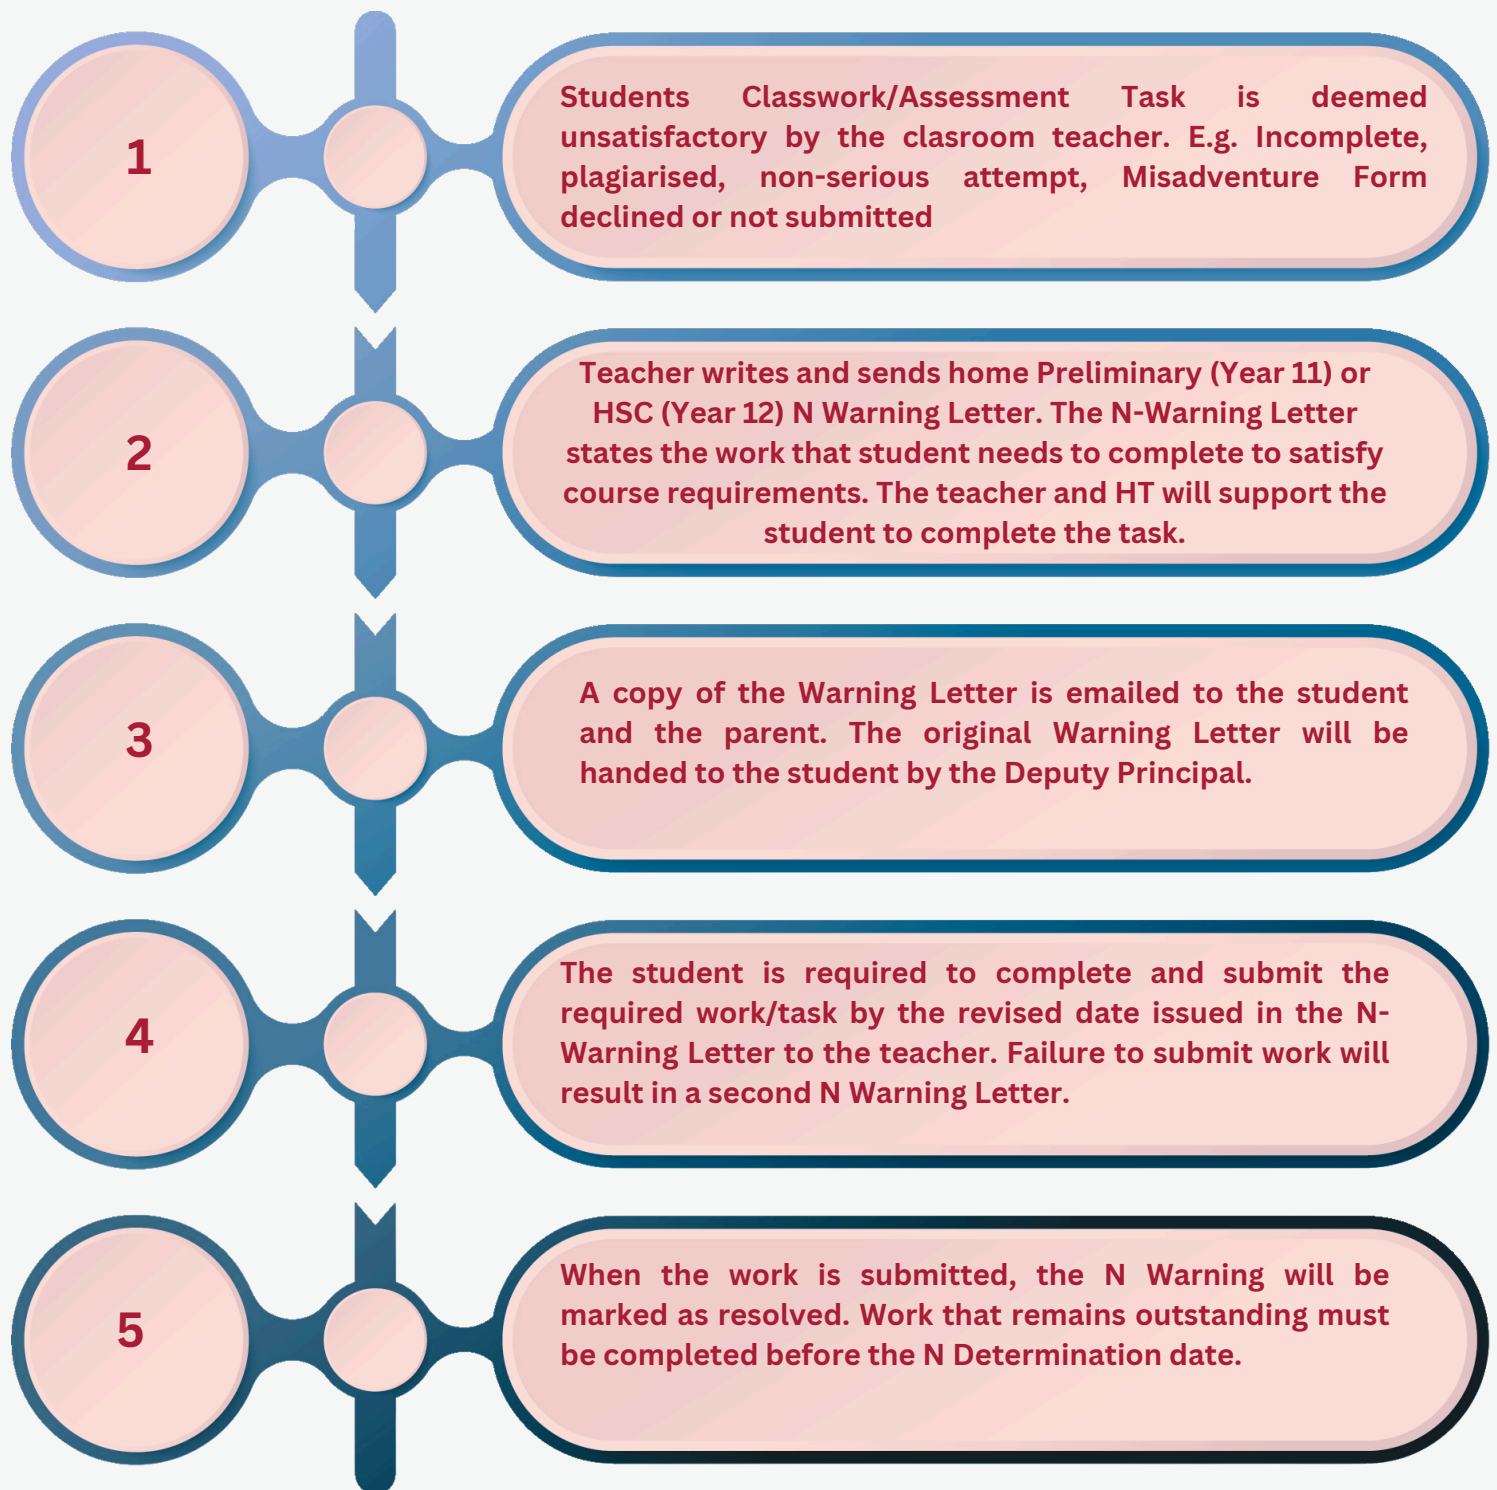 1
Students Classwork/Assessment Task is deemed
unsatisfactory by the clasroom teacher. E.g. Incomplete,
plagiarised, non-serious attempt, Misadventure Form
declined or not submitted
2
Teacher writes and sends home Preliminary (Year 11) or
HSC (Year 12) N Warning Letter. The N-Warning Letter
states the work that student needs to complete to satisfy
course requirements. The teacher and HT will support the
student to complete the task.
3
A copy of the Warning Letter is emailed to the student
and the parent. The original Warning Letter will be
handed to the student by the Deputy Principal.
4
The student is required to complete and submit the
required work/task by the revised date issued in the N-
Warning Letter to the teacher. Failure to submit work will
result in a second N Warning Letter.
5
When the work is submitted, the N Warning will be
marked as resolved. Work that remains outstanding must
be completed before the N Determination date.